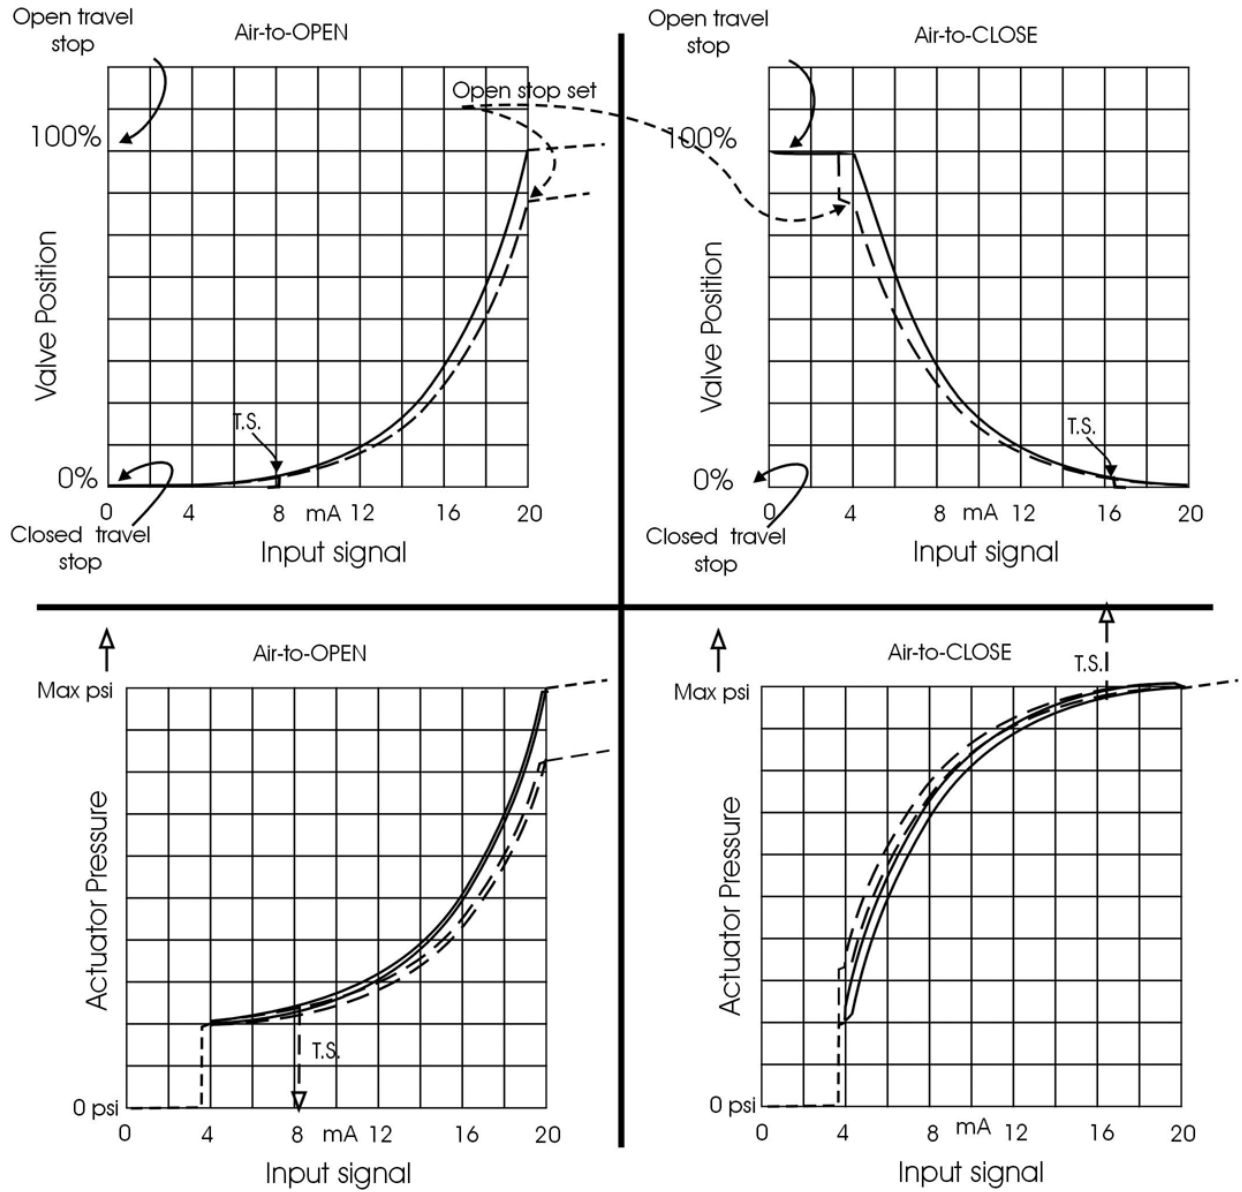 Open travel
stop
Air-to-OPEN
Open stop set
100%
Valve Position
T.S.
0%
0 4 8 mA 12 16 20
Closed travel
stop
Input signal
Open travel
stop
Air-to-CLOSE
100%
Valve Position
T.S.
0%
0 4 8 mA 12 16 20
Closed travel
stop
Input signal
Air-to-OPEN
Max psi
Actuator Pressure
T.S.
0 psi
0 4 8 mA 12 16 20
Input signal
Air-to-CLOSE
T.S.
Max psi
Actuator Pressure
0 psi
0 4 8 mA 12 16 20
Input signal